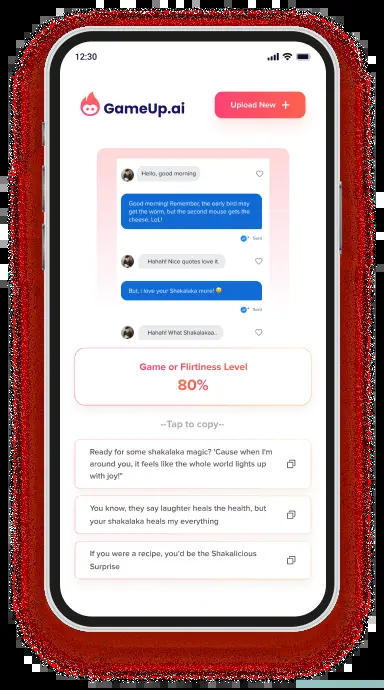 12:30
GameUp.ai
Upload New +
Hello, good morning
Good morning! Remember, the early bird may
get the worm, but the second mouse gets the
cheese. LoL!
Sent
Hahah! Nice quotes love it.
But, i love your Shakalaka more! 😄
Sent
Hahah! What Shakalakaa..
Game or Flirtiness Level
80%
--Tap to copy--
Ready for some shakalaka magic? 'Cause when I'm
around you, it feels like the whole world lights up
with joy!"
You know, they say laughter heals the health, but
your shakalaka heals my everything
If you were a recipe, you'd be the Shakalicious
Surprise